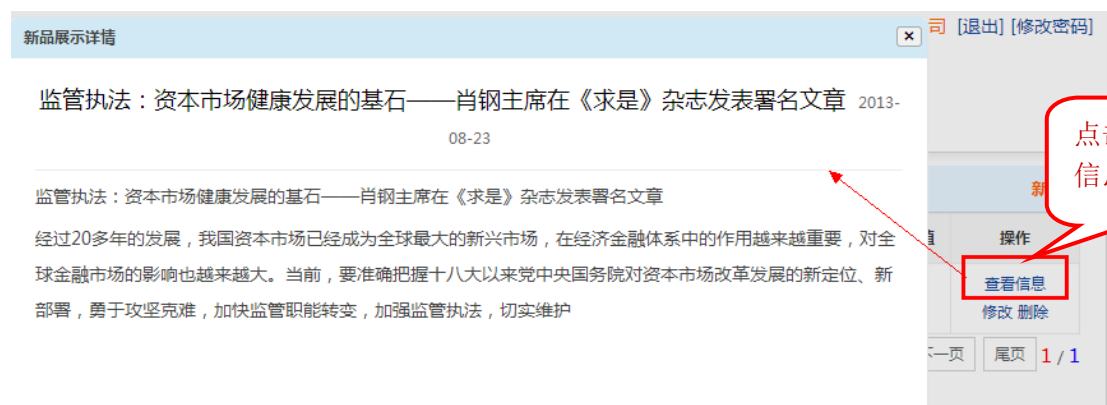 新品展示详情
司 [退出] [修改密码]
监管执法：资本市场健康发展的基石——肖钢主席在《求是》杂志发表署名文章 2013-
08-23
监管执法：资本市场健康发展的基石——肖钢主席在《求是》杂志发表署名文章
经过20多年的发展，我国资本市场已经成为全球最大的新兴市场，在经济金融体系中的作用越来越重要，对全
球金融市场的影响也越来越大。当前，要准确把握十八大以来党中央国务院对资本市场改革发展的新定位、新
部署，勇于攻坚克难，加快监管职能转变，加强监管执法，切实维护
点击
信息
新
操作
查看信息
修改 删除
下一页 尾页 1 / 1